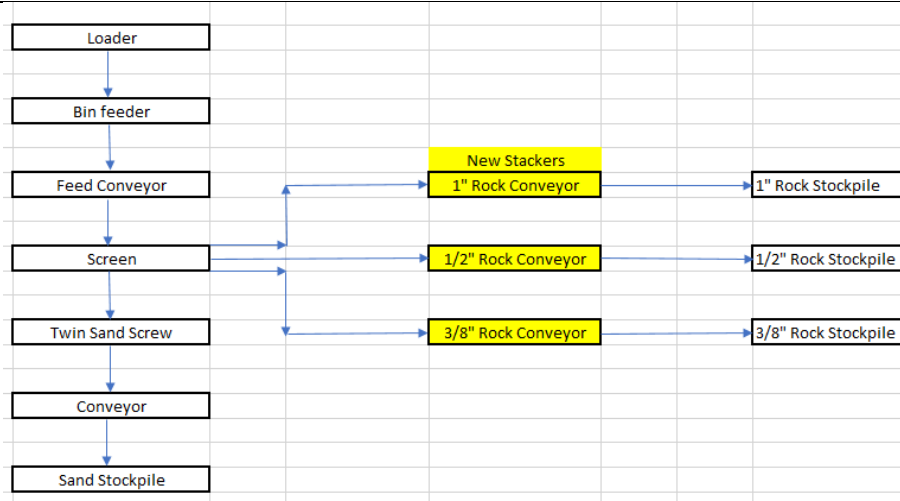 Loader
Bin feeder
New Stackers
Feed Conveyor
1" Rock Conveyor
1" Rock Stockpile
Screen
1/2" Rock Conveyor
1/2" Rock Stockpile
Twin Sand Screw
3/8" Rock Conveyor
3/8" Rock Stockpile
Conveyor
Sand Stockpile